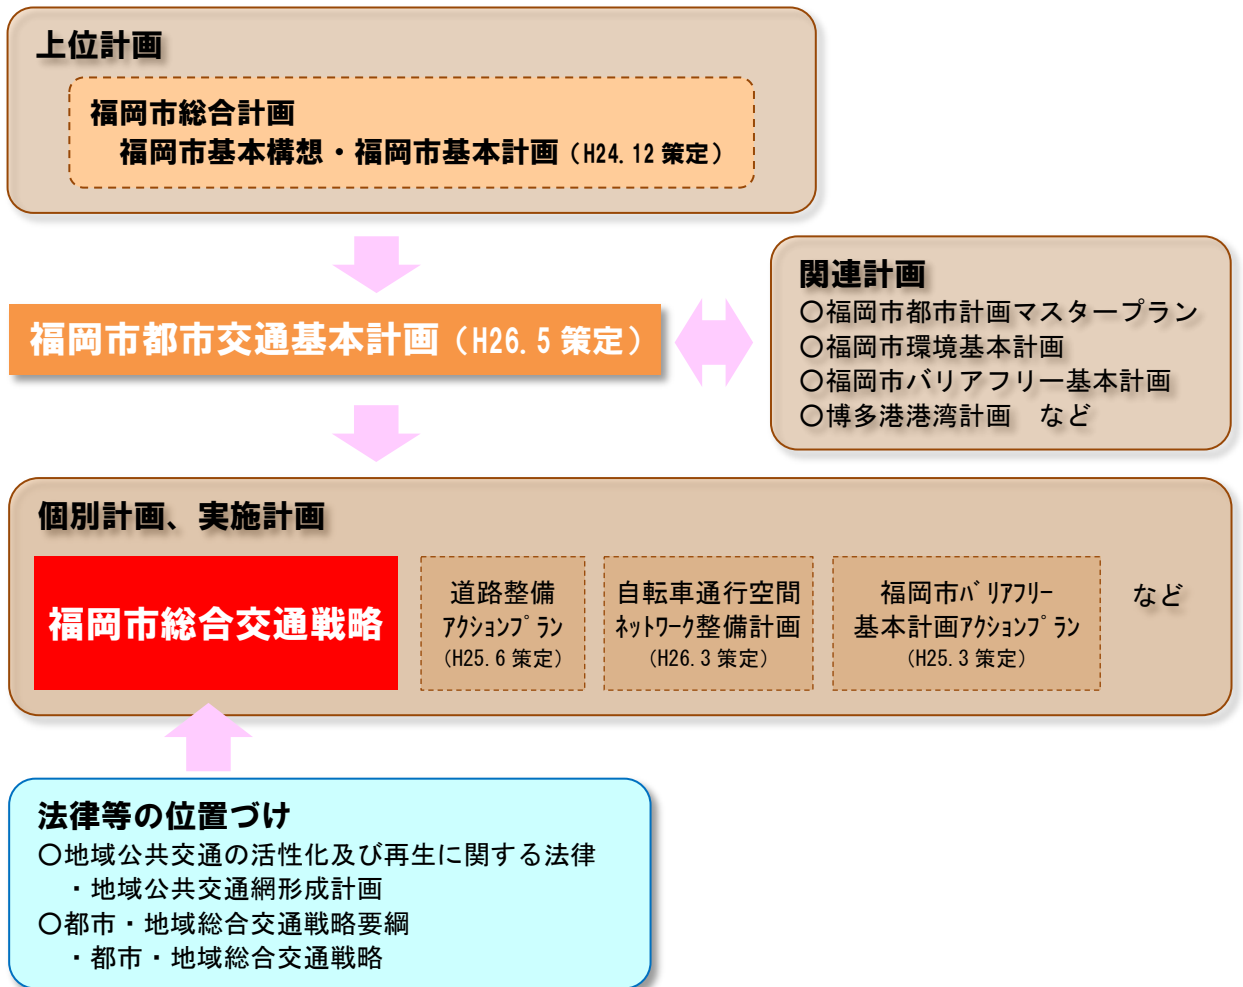 上位計画
福岡市総合計画
福岡市基本構想・福岡市基本計画（H24.12 策定）
福岡市都市交通基本計画（H26.5 策定）
関連計画
〇福岡市都市計画マスタープラン
〇福岡市環境基本計画
〇福岡市バリアフリー基本計画
〇博多港港湾計画　など
個別計画、実施計画
福岡市総合交通戦略
道路整備
ｱｸｼｮﾝﾌﾟﾗﾝ
（H25.6 策定）
自転車通行空間
ﾈｯﾄﾜｰｸ整備計画
（H26.3 策定）
福岡市ﾊﾞﾘｱﾌﾘｰ
基本計画ｱｸｼｮﾝﾌﾟﾗﾝ
（H25.3 策定）
など
法律等の位置づけ
〇地域公共交通の活性化及び再生に関する法律
・地域公共交通網形成計画
〇都市・地域総合交通戦略要綱
・都市・地域総合交通戦略